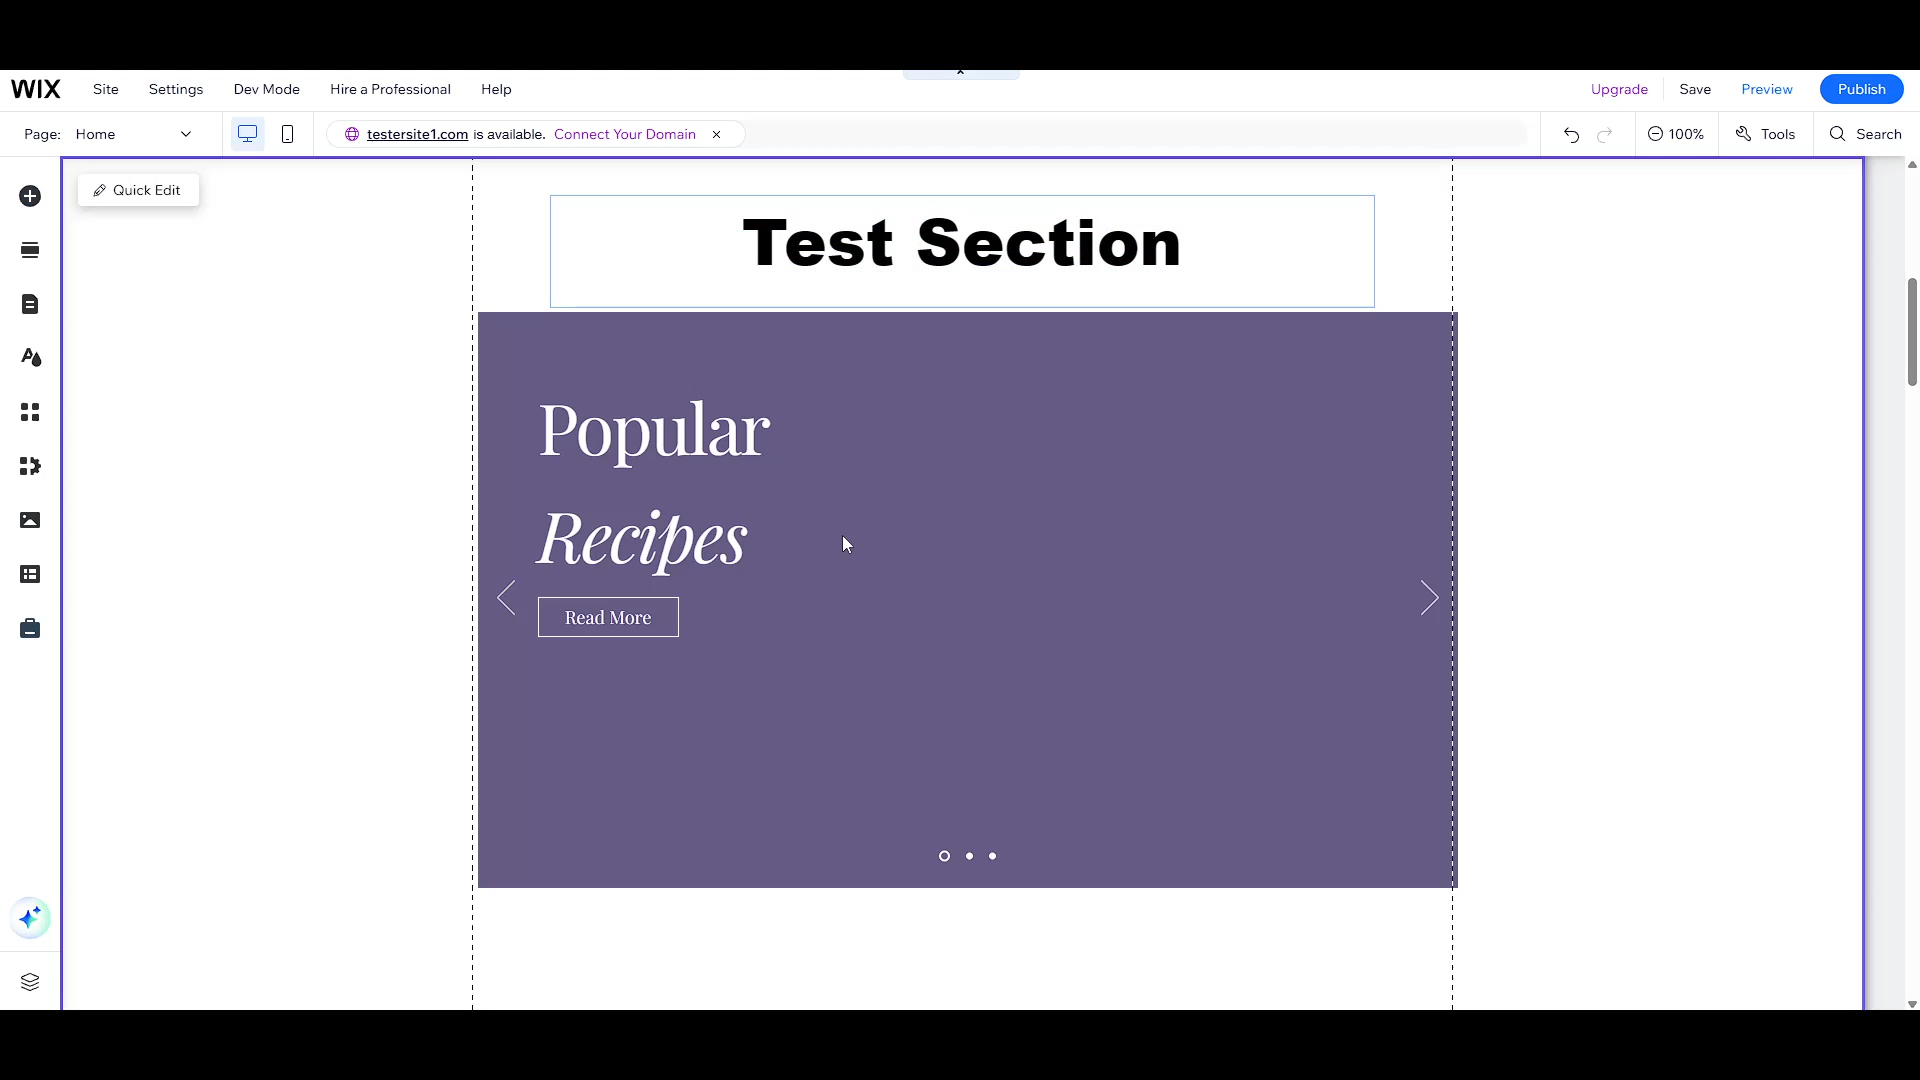 WIX
Site
Settings
Dev Mode
Hire a Professional
Help
Upgrade
Save
Preview
Publish
Page: Home
testersite1.com is available. Connect Your Domain
100%
Tools
Search
Quick Edit
Test Section
Popular
Recipes
Read More